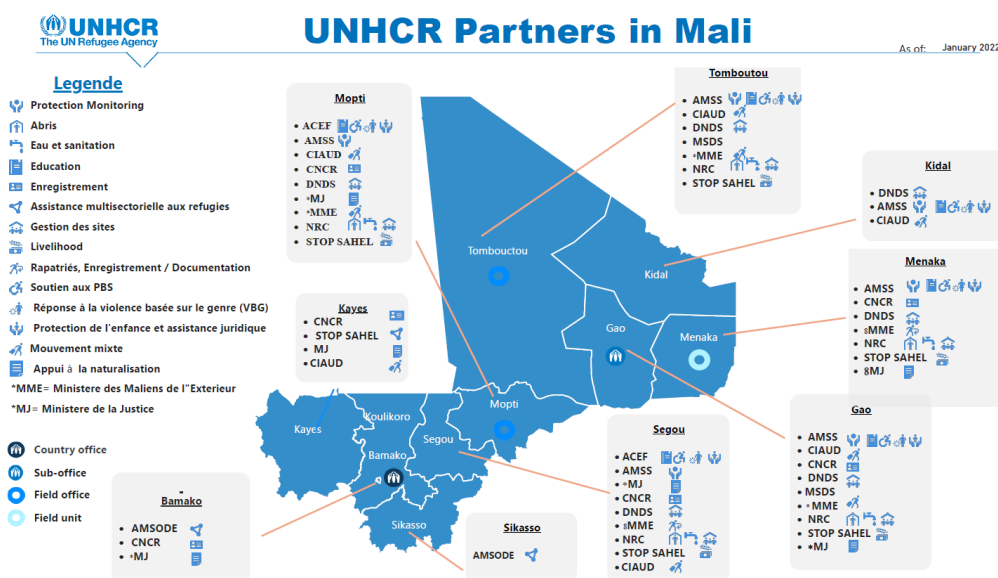 UNHCR
The UN Refugee Agency
UNHCR Partners in Mali
As of: January 2022
Legende
Protection Monitoring
Abris
Eau et sanitation
Education
Enregistrement
Assistance multisectorielle aux refugies
Gestion des sites
Livelihood
Rapatriés, Enregistrement / Documentation
Soutien aux PBS
Réponse à la violence basée sur le genre (VBG)
Protection de l'enfance et assistance juridique
Mouvement mixte
Appui à la naturalisation
*MME= Ministere des Maliens de l"Exterieur
*MJ= Ministere de la Justice
Country office
Sub-office
Field office
Field unit
Mopti
• ACEF
• AMSS
• CIAUD
• CNCR
• DNDS
• *MJ
• *MME
• NRC
• STOP SAHEL
Kayes
• CNCR
• STOP SAHEL
• MJ
• CIAUD
Tomboutou
• AMSS
• CIAUD
• DNDS
• MSDS
• *MME
• NRC
• STOP SAHEL
Kidal
• DNDS
• AMSS
• CIAUD
Menaka
• AMSS
• CNCR
• DNDS
• 8MME
• NRC
• STOP SAHEL
• 8MJ
Gao
• AMSS
• CIAUD
• CNCR
• DNDS
• MSDS
• * MME
• NRC
• STOP SAHEL
• *MJ
Segou
• ACEF
• AMSS
• *MJ
• CNCR
• DNDS
• 8MME
• NRC
• STOP SAHEL
• CIAUD
Sikasso
AMSODE
-
Bamako
• AMSODE
• CNCR
• *MJ
Tombouctou
Kidal
Gao
Menaka
Mopti
Koulikoro
Segou
Kayes
Bamako
Sikasso